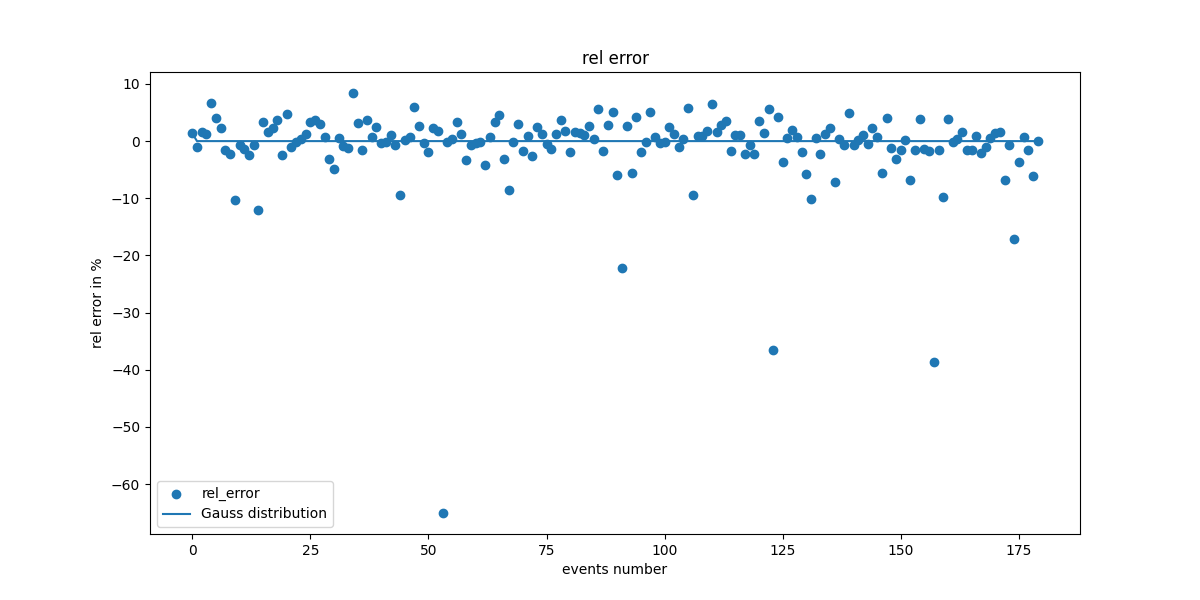 rel error
10
0
−10
−20
−30
−40
−50
−60
rel error in %
rel_error
Gauss distribution
0 25 50 75 100 125 150 175
events number